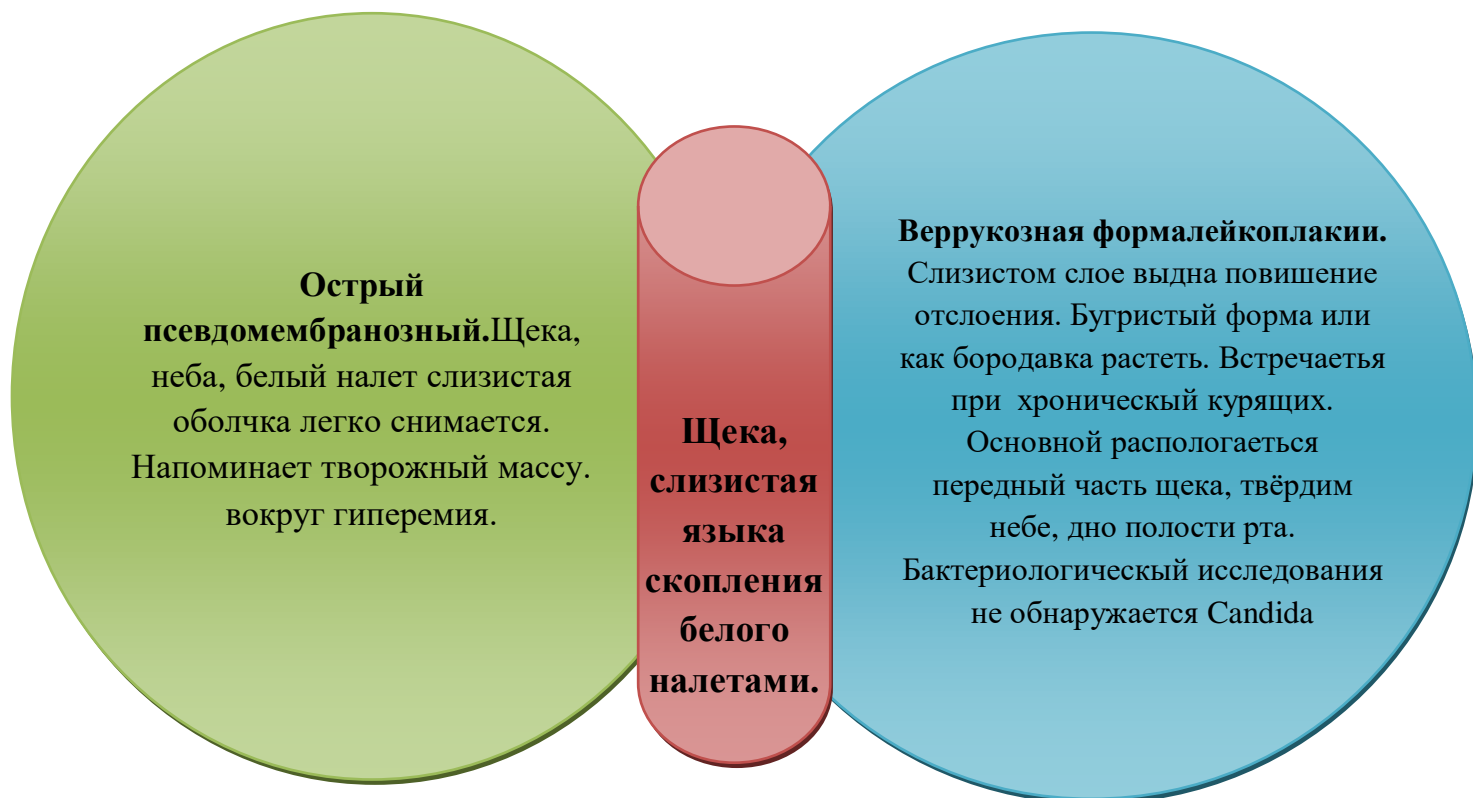 Острый
псевдомембранозный.Щека,
неба, белый налет слизистая
оболчка легко снимается.
Напоминает творожный массу.
вокруг гиперемия.
Щека,
слизистая
языка
скопления
белого
налетами.
Веррукозная формалейкоплакии.
Слизистом слое выдна повишение
отслоения. Бугристый форма или
как бородавка растеть. Встречаетья
при хроническый курящих.
Основной распологаеться
передный часть щека, твёрдим
небе, дно полости рта.
Бактериологическый исследования
не обнаружается Candida